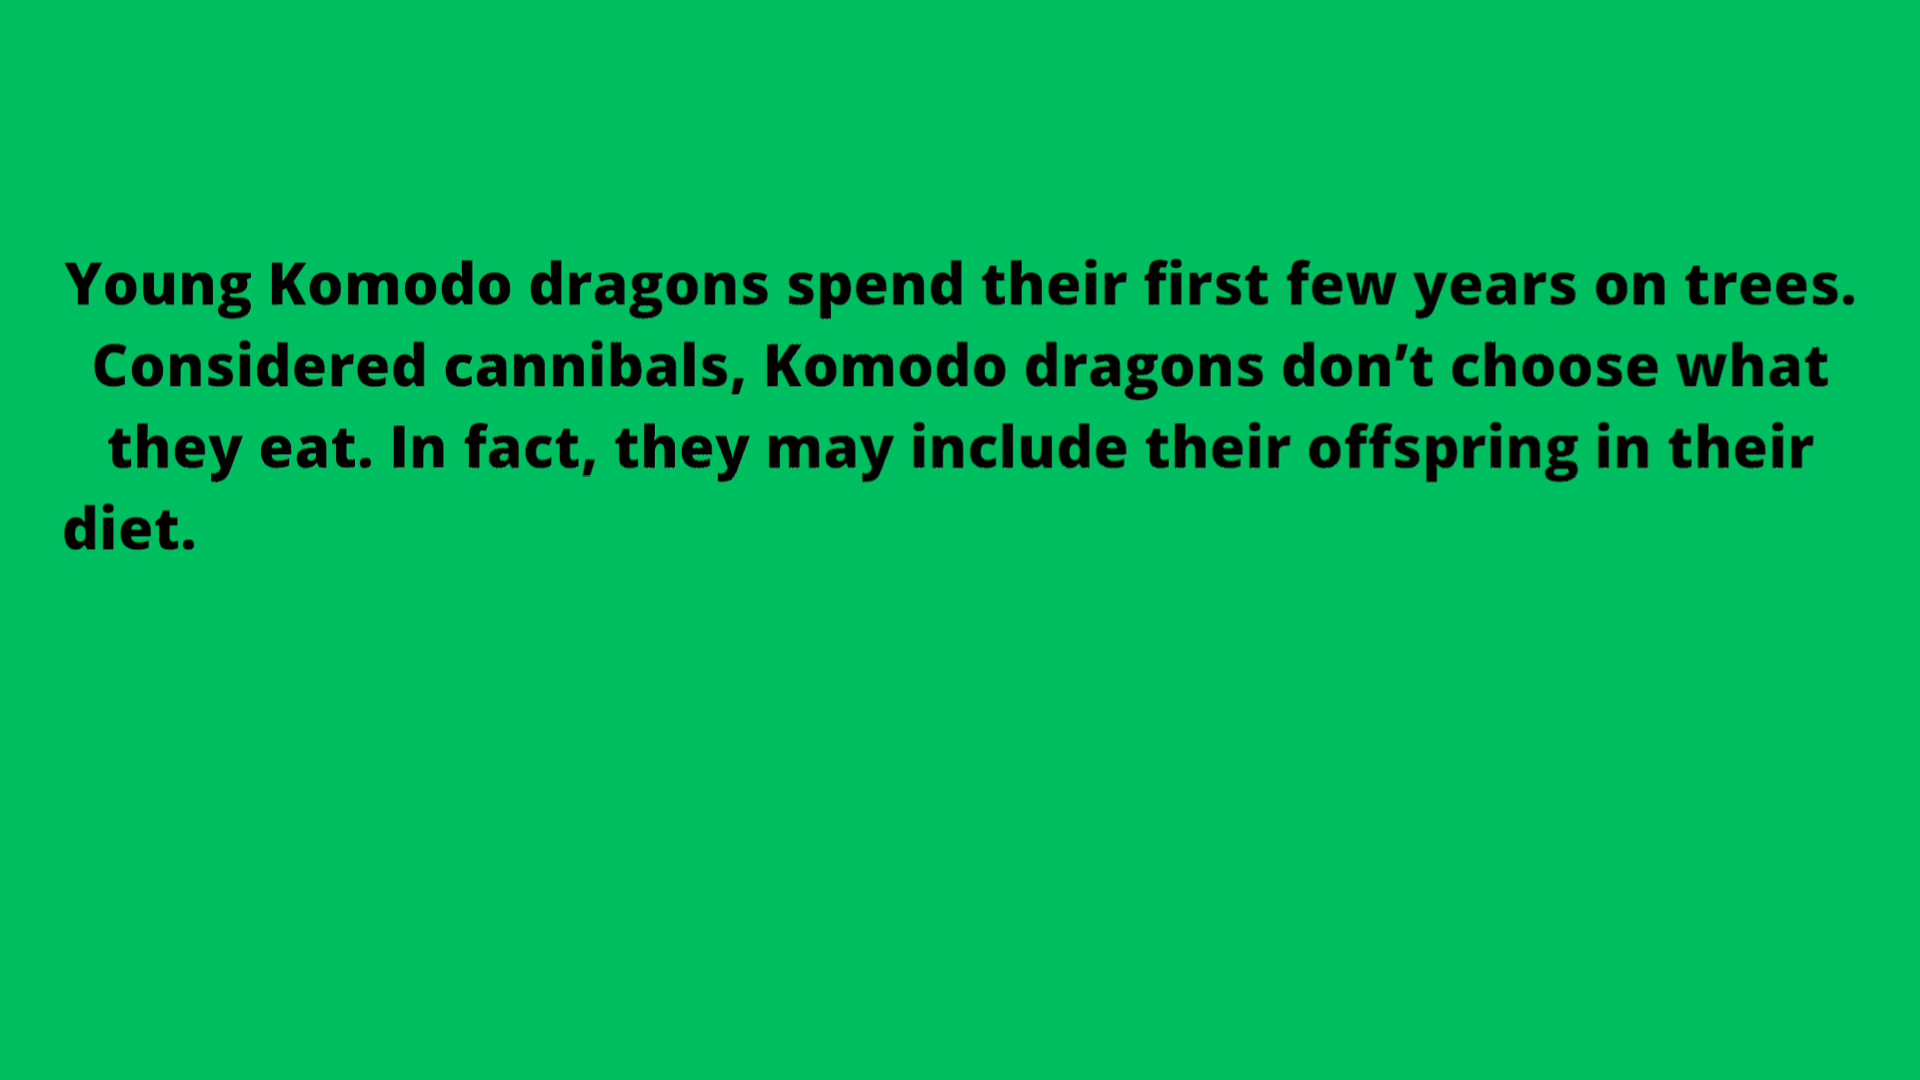 Young Komodo dragons spend their first few years on trees.
Considered cannibals, Komodo dragons don’t choose what
they eat. In fact, they may include their offspring in their
diet.